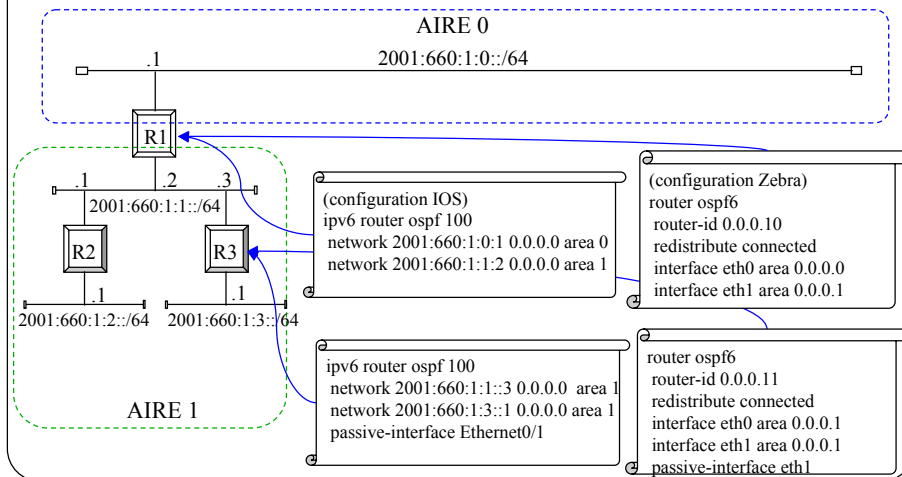 AIRE 0
.1
2001:660:1:0::/64
R1
.1
.2
.3
2001:660:1:1::/64
R2
R3
.1
.1
2001:660:1:2::/64
2001:660:1:3::/64
AIRE 1
(configuration IOS)
ipv6 router ospf 100
network 2001:660:1:0:1 0.0.0.0 area 0
network 2001:660:1:1:2 0.0.0.0 area 1
(configuration Zebra)
router ospf6
router-id 0.0.0.10
redistribute connected
interface eth0 area 0.0.0.0
interface eth1 area 0.0.0.1
ipv6 router ospf 100
network 2001:660:1:1::3 0.0.0.0 area 1
network 2001:660:1:3::1 0.0.0.0 area 1
passive-interface Ethernet0/1
router ospf6
router-id 0.0.0.11
redistribute connected
interface eth0 area 0.0.0.1
interface eth1 area 0.0.0.1
passive-interface eth1